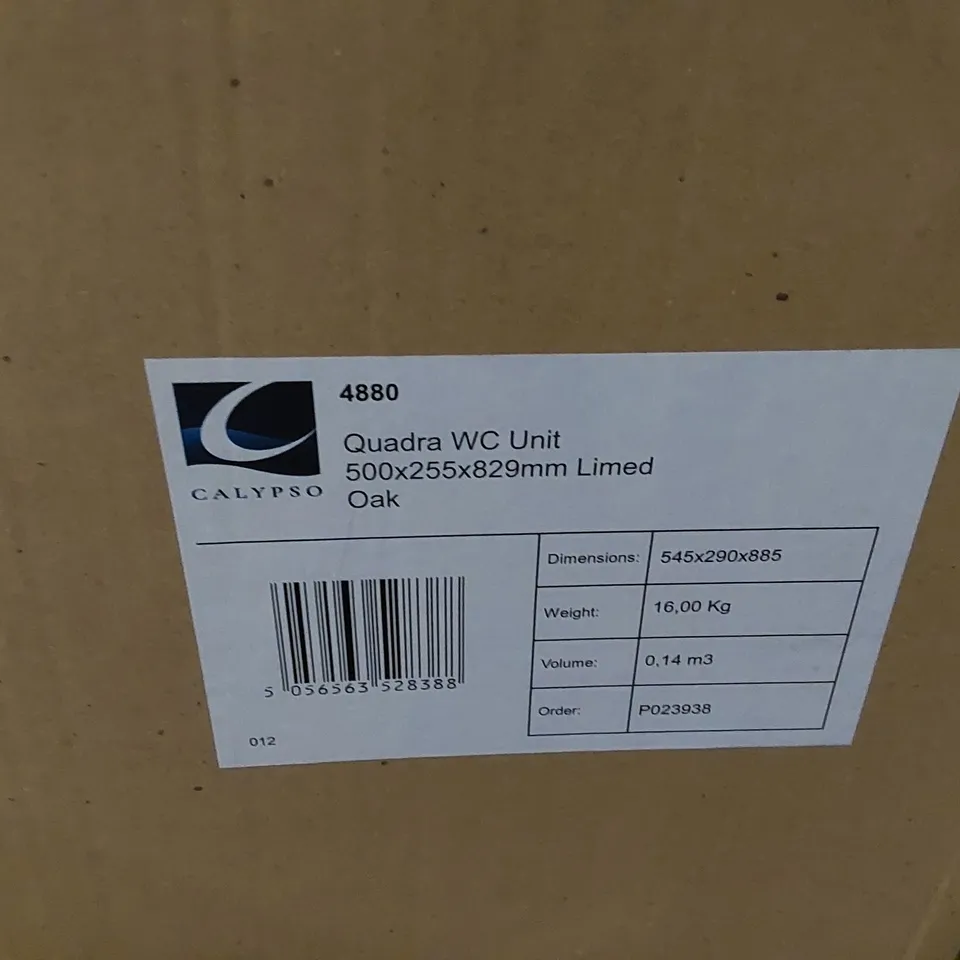 4880
CALYPSO
Quadra WC Unit
500x255x829mm Limed
Oak
Dimensions: 545x290x885
Weight: 16,00 Kg
Volume: 0,14 m3
Order: P023938
5 056563 528388
012